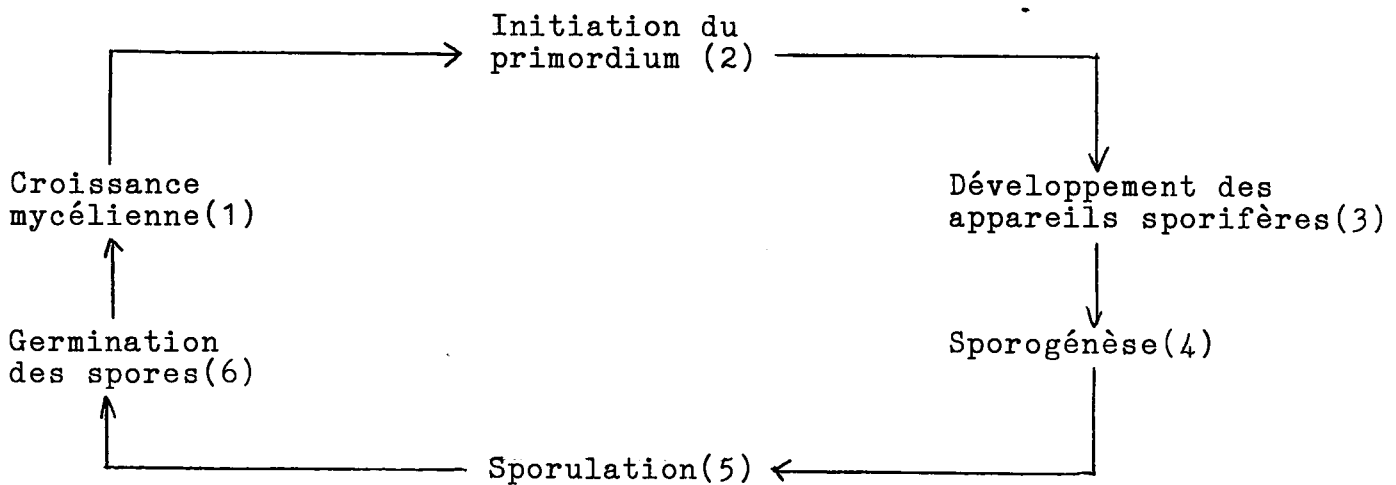 Initiation du
primordium (2)
Croissance
mycélienne(1)
Développement des
appareils sporifères(3)
Germination
des spores(6)
Sporogénèse(4)
Sporulation(5)